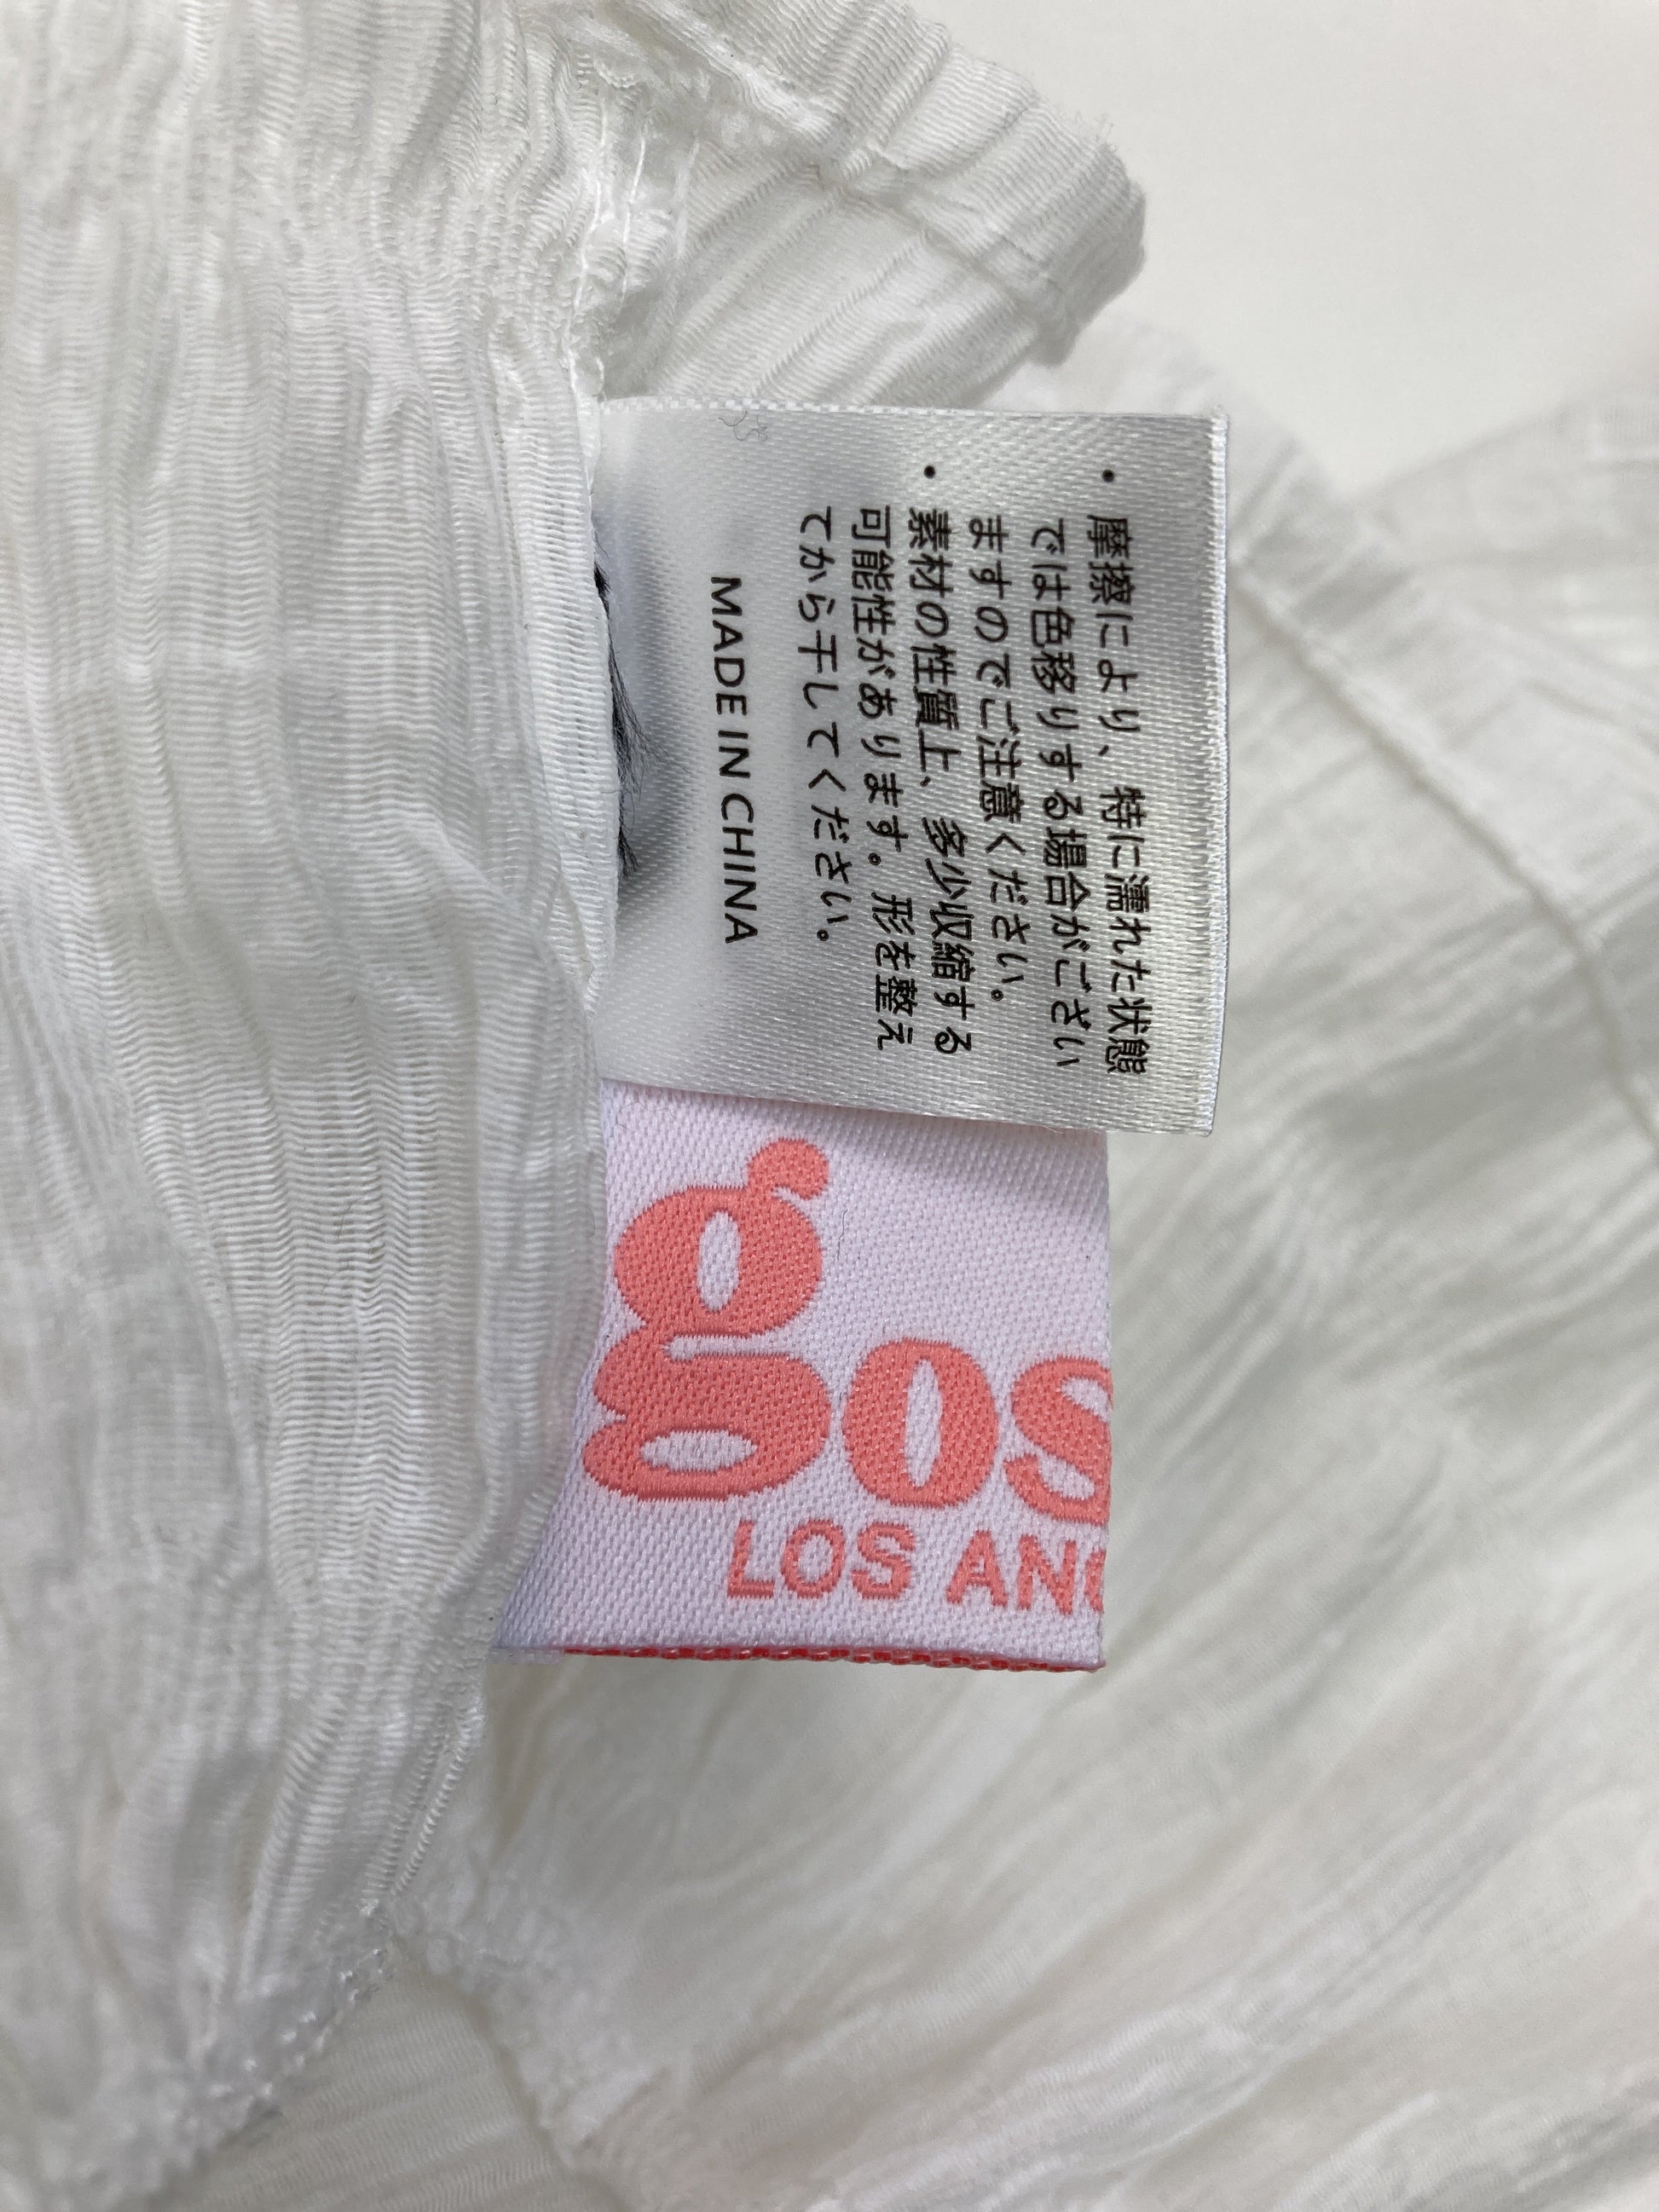 ・摩擦により、特に濡れた状態
では色移りする場合がござい
ますのでご注意ください。
・素材の性質上、多少収縮する
可能性があります。形を整え
てから干してください。
MADE IN CHINA
gos
LOS ANG